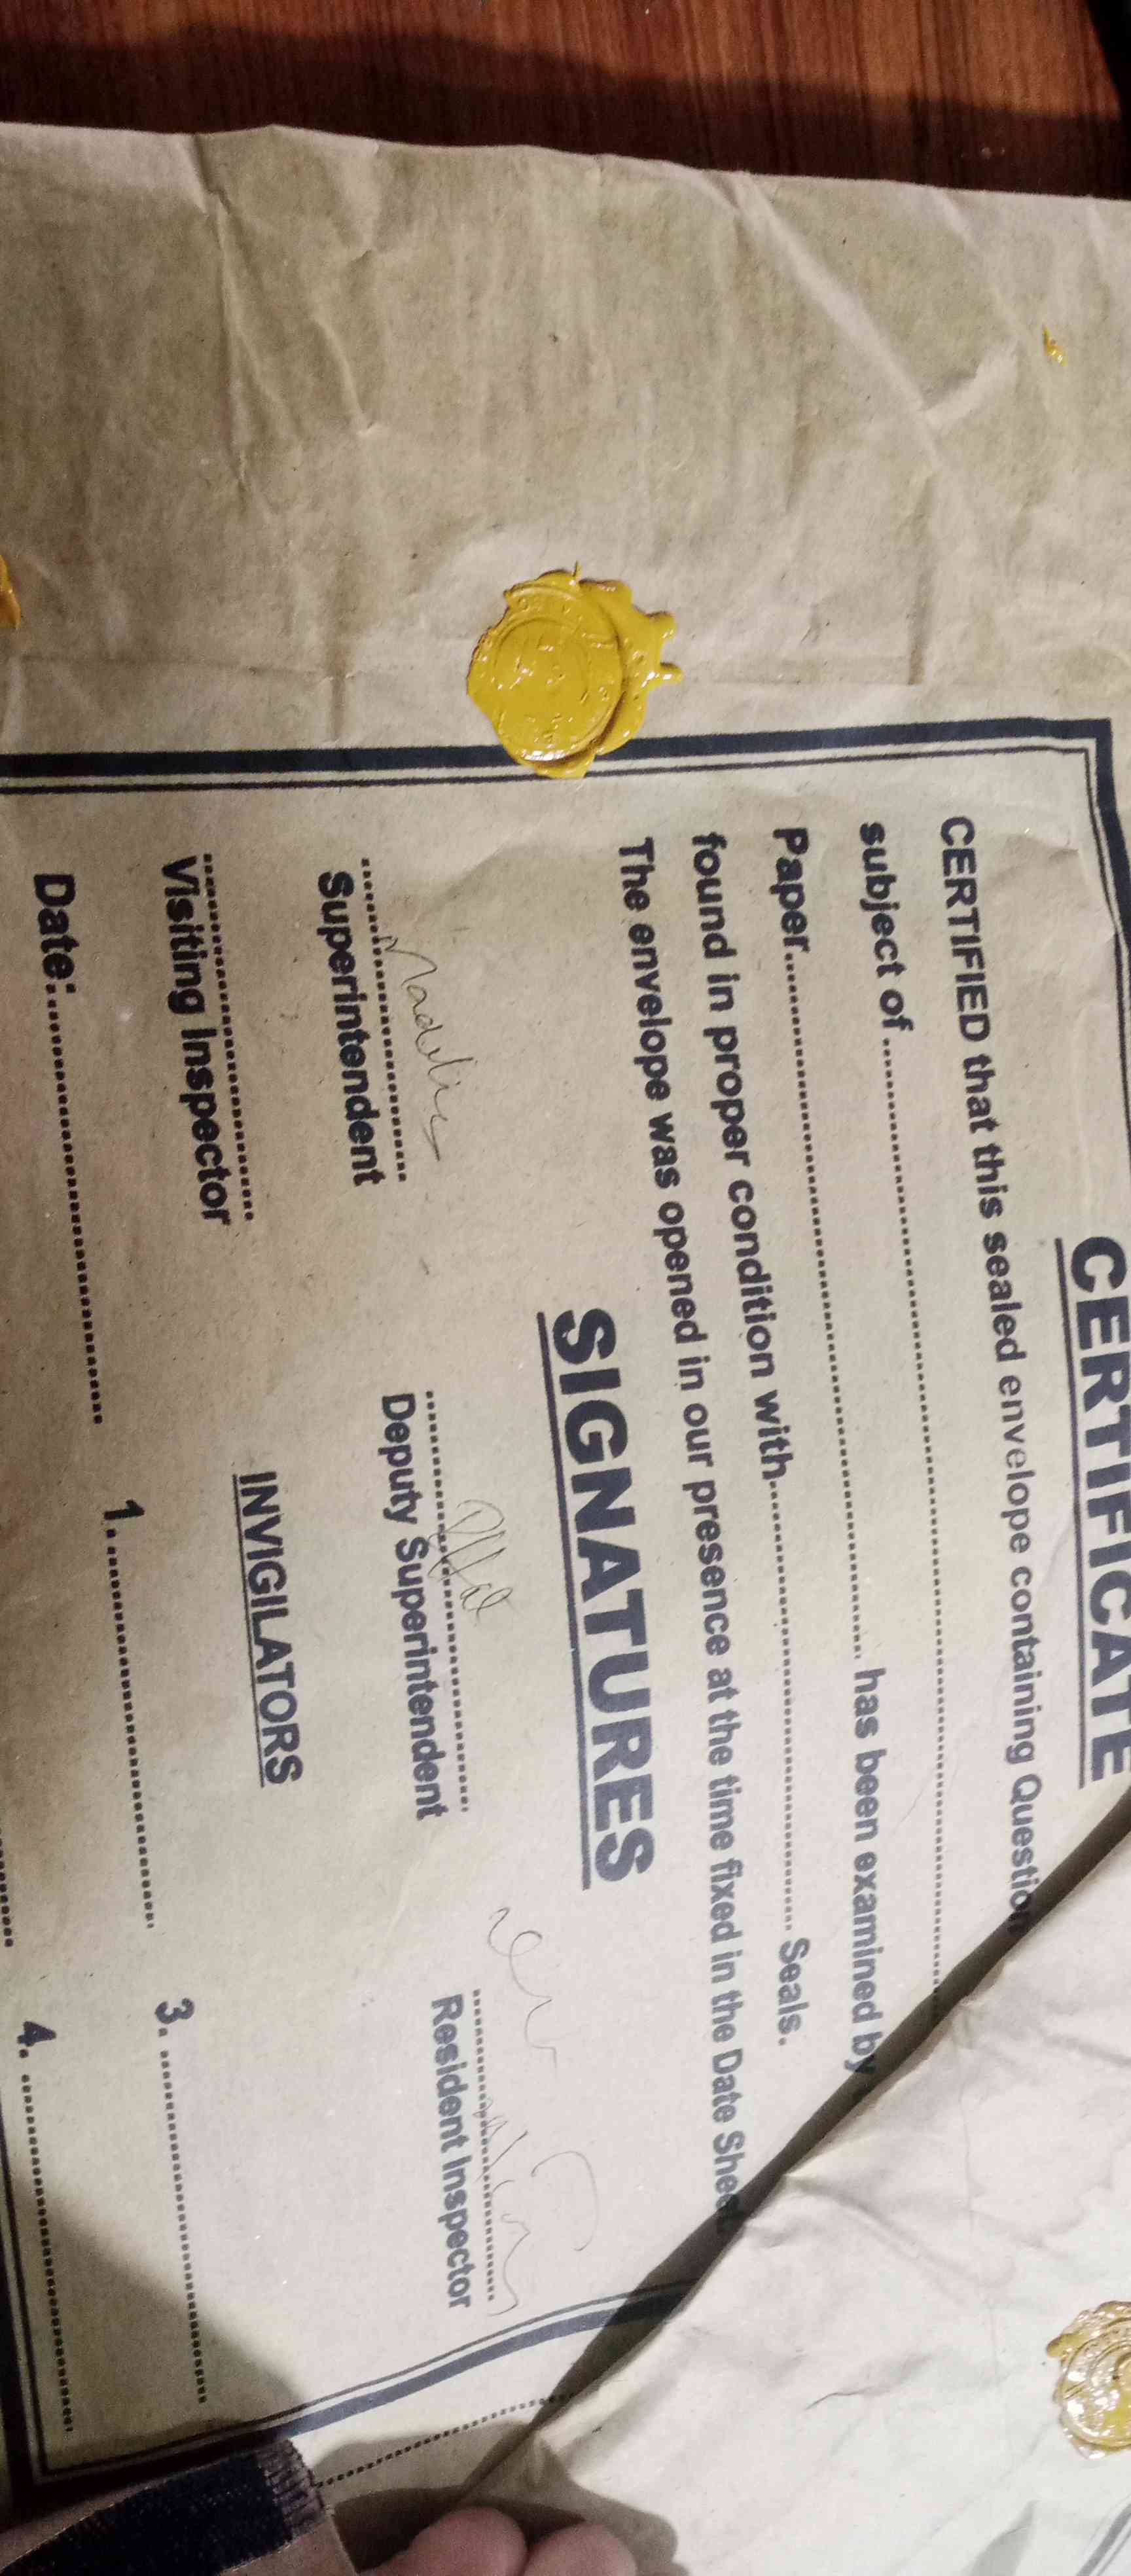 CERTIFICATE
CERTIFIED that this sealed envelope containing Question
subject of ..............................
Paper.............................. has been examined by
found in proper condition with.............................. Seals.
The envelope was opened in our presence at the time fixed in the Date Shee
SIGNATURES
Superintendent Deputy Superintendent Resident Inspector
Visiting Inspector INVIGILATORS
Date:.............................. 1............................... 3. ..............................
4. ..............................